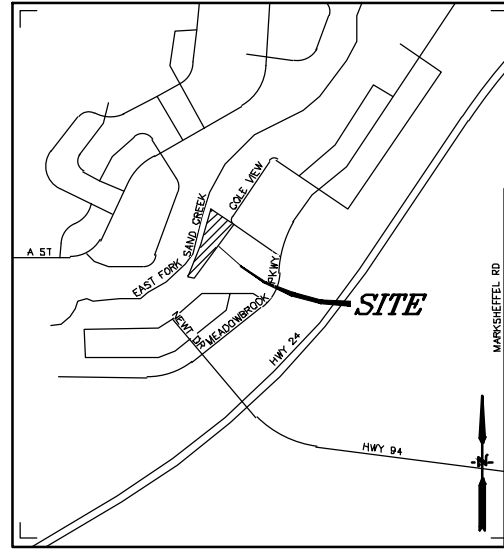 COLE VIEW
EAST FORK SAND CREEK
A ST
PKWY
MEADOWBROOK
SITE
NEWT DR
HWY 24
MARKSHEFFEL RD
HWY 94
N